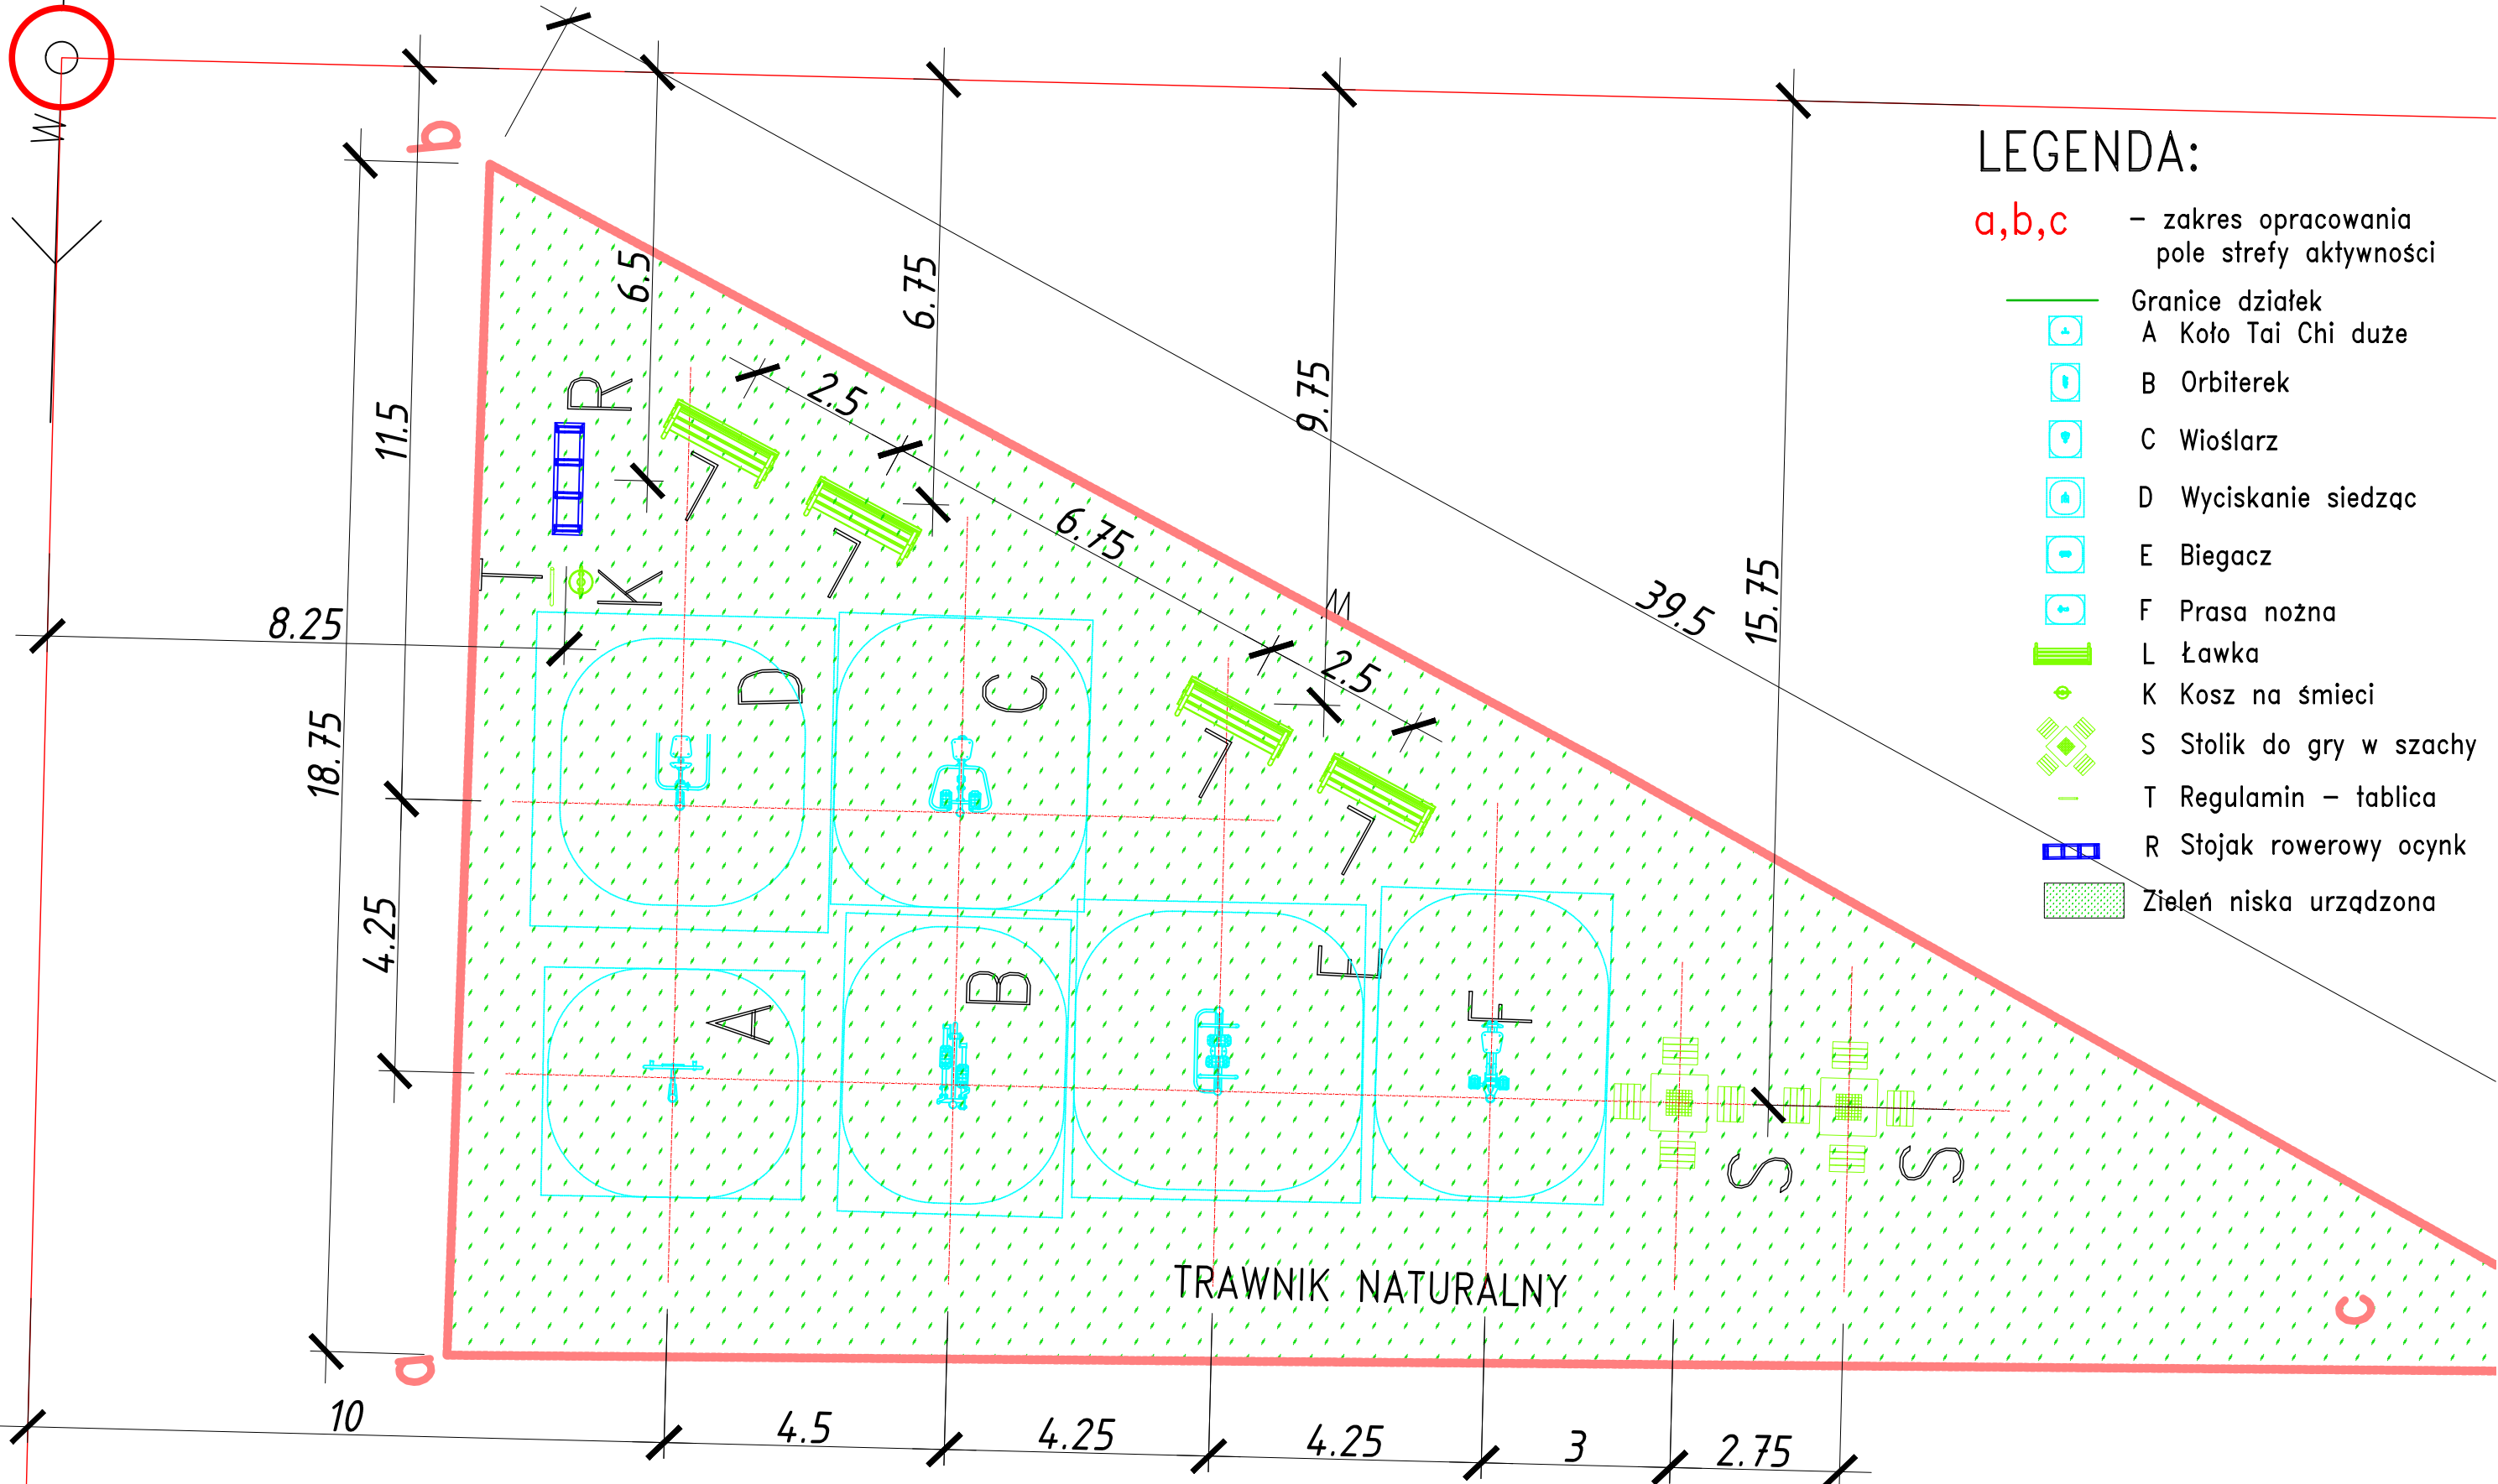 LEGENDA:
a,b,c – zakres opracowania
pole strefy aktywności
Granice działek
A Koło Tai Chi duże
B Orbiterek
C Wioślarz
D Wyciskanie siedząc
E Biegacz
F Prasa nożna
L Ławka
K Kosz na śmieci
S Stolik do gry w szachy
T Regulamin – tablica
R Stojak rowerowy ocynk
Zieleń niska urządzona
W
b
6.5
6.75
9.75
15.75
11.5
2.5
6.75
2.5
39.5
R
L
L
T
K
M
8.25
18.75
4.25
D
C
L
L
A
B
E
F
S
S
TRAWNIK NATURALNY
c
a
10
4.5
4.25
4.25
3
2.75